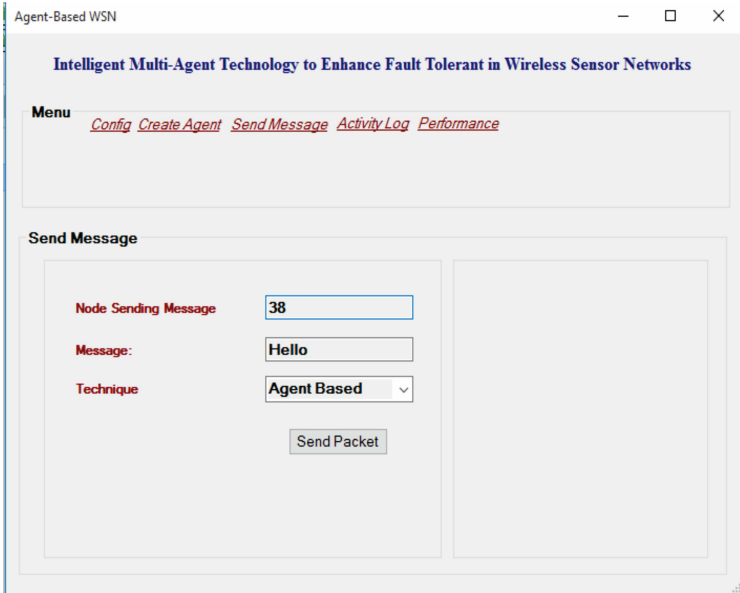 Agent-Based WSN
Intelligent Multi-Agent Technology to Enhance Fault Tolerant in Wireless Sensor Networks
Menu
Config Create Agent Send Message Activity Log Performance
Send Message
Node Sending Message 38
Message: Hello
Technique Agent Based
Send Packet